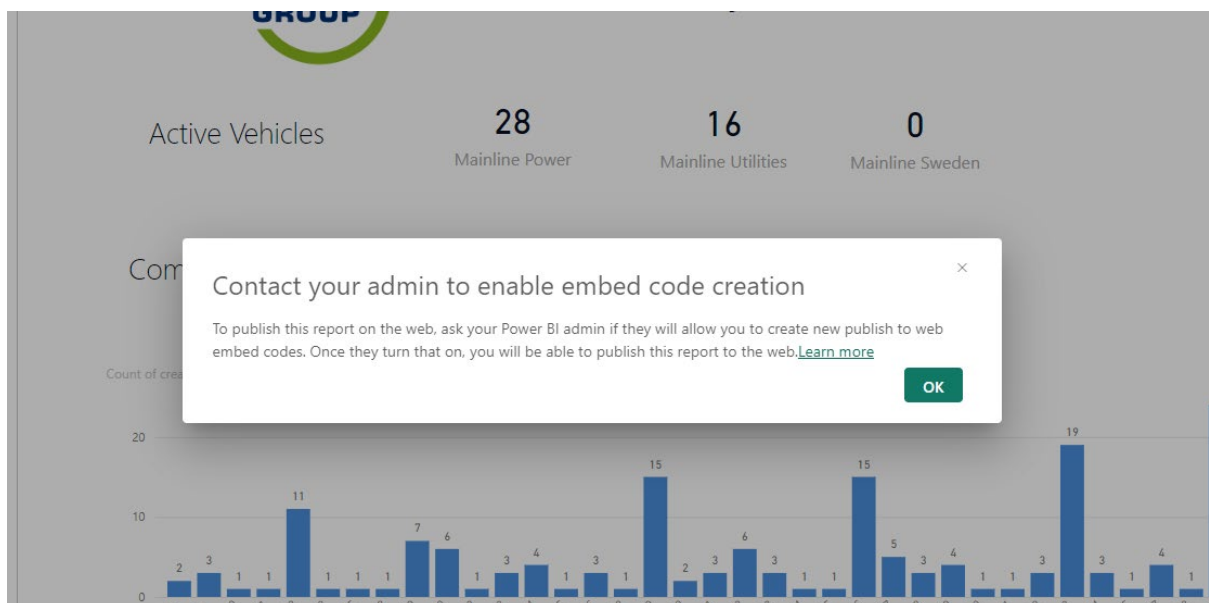 GROUP
Active Vehicles
28
16
0
Mainline Power
Mainline Utilities
Mainline Sweden
Com
Contact your admin to enable embed code creation
×
To publish this report on the web, ask your Power BI admin if they will allow you to create new publish to web
embed codes. Once they turn that on, you will be able to publish this report to the web.Learn more
Count of crea
OK
20
19
15 15
11
10
7 6 6 5
2 3 1 1 1 1 1 1 3 4 1 3 1 2 3 3 1 1 3 4 1 1 3 3 1 4 1
0